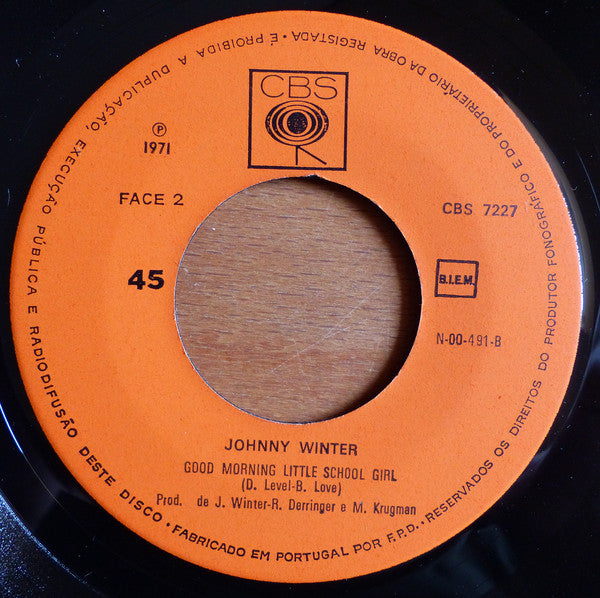 CBS
℗
1971
FACE 2
CBS 7227
45
B.I.E.M.
N-00-491-B
JOHNNY WINTER
GOOD MORNING LITTLE SCHOOL GIRL
(D. Level-B. Love)
Prod. de J. Winter-R. Derringer e M. Krugman
• FABRICADO EM PORTUGAL POR F.P.D. • RESERVADOS OS DIREITOS DO PRODUTOR FONOGRÁFICO E DO PROPRIETÁRIO DA OBRA REGISTADA • É PROIBIDA A DUPLICAÇÃO, EXECUÇÃO PÚBLICA E RADIODIFUSÃO DESTE DISCO